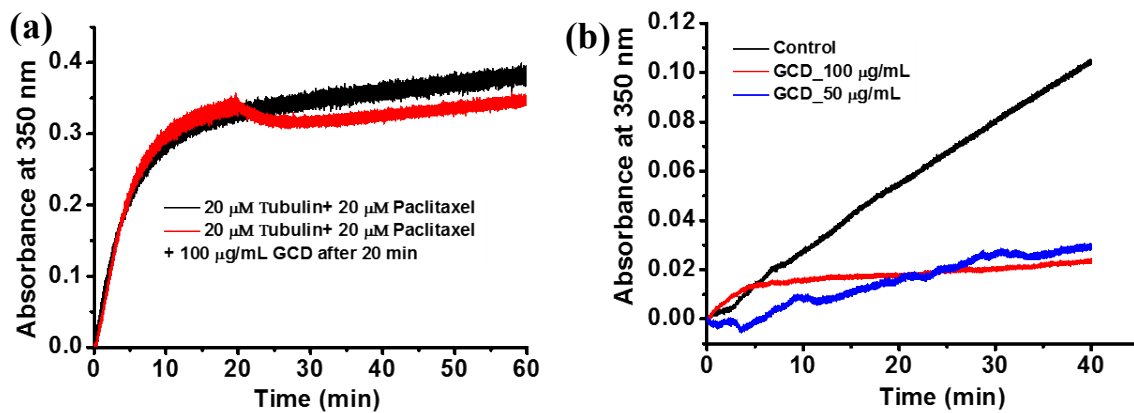 (a)
Absorbance at 350 nm
0.4
0.3
0.2
0.1
0.0
20 μM Tubulin+ 20 μM Paclitaxel
20 μM Tubulin+ 20 μM Paclitaxel
+ 100 μg/mL GCD after 20 min
0 10 20 30 40 50 60
Time (min)
(b)
Absorbance at 350 nm
0.12
0.10
0.08
0.06
0.04
0.02
0.00
Control
GCD_100 μg/mL
GCD_50 μg/mL
0 10 20 30 40
Time (min)